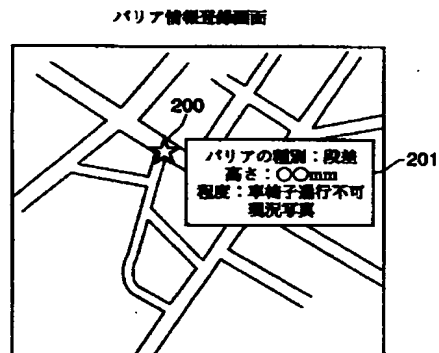 バリア情報登録画面
200
バリアの種別：段差
高さ：〇〇mm
程度：車椅子通行不可
現況写真
201